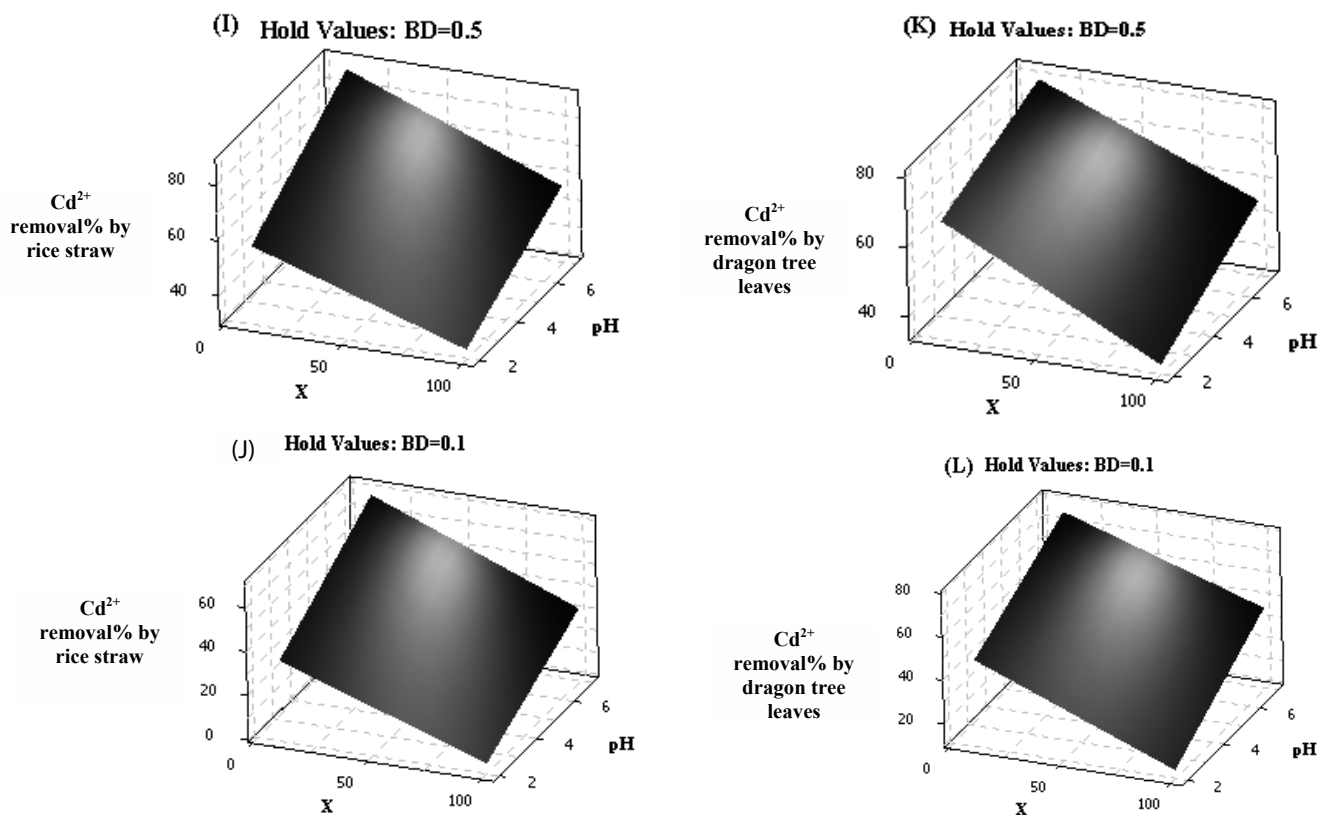 (I) Hold Values: BD=0.5
Cd²⁺
removal% by
rice straw
80
60
40
0
50
100
X
2
4
6
pH
(K) Hold Values: BD=0.5
Cd²⁺
removal% by
dragon tree
leaves
80
60
40
0
50
100
X
2
4
6
pH
(J) Hold Values: BD=0.1
Cd²⁺
removal% by
rice straw
60
40
20
0
0
50
100
X
2
4
6
pH
(L) Hold Values: BD=0.1
Cd²⁺
removal% by
dragon tree
leaves
80
60
40
20
0
50
100
X
2
4
6
pH